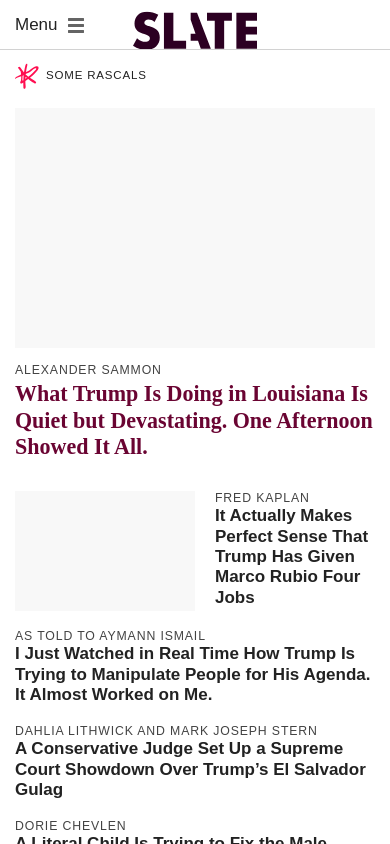 Menu
SLATE
SOME RASCALS
ALEXANDER SAMMON
What Trump Is Doing in Louisiana Is
Quiet but Devastating. One Afternoon
Showed It All.
FRED KAPLAN
It Actually Makes
Perfect Sense That
Trump Has Given
Marco Rubio Four
Jobs
AS TOLD TO AYMANN ISMAIL
I Just Watched in Real Time How Trump Is
Trying to Manipulate People for His Agenda.
It Almost Worked on Me.
DAHLIA LITHWICK AND MARK JOSEPH STERN
A Conservative Judge Set Up a Supreme
Court Showdown Over Trump’s El Salvador
Gulag
DORIE CHEVLEN
A Literal Child Is Trying to Fix the Male